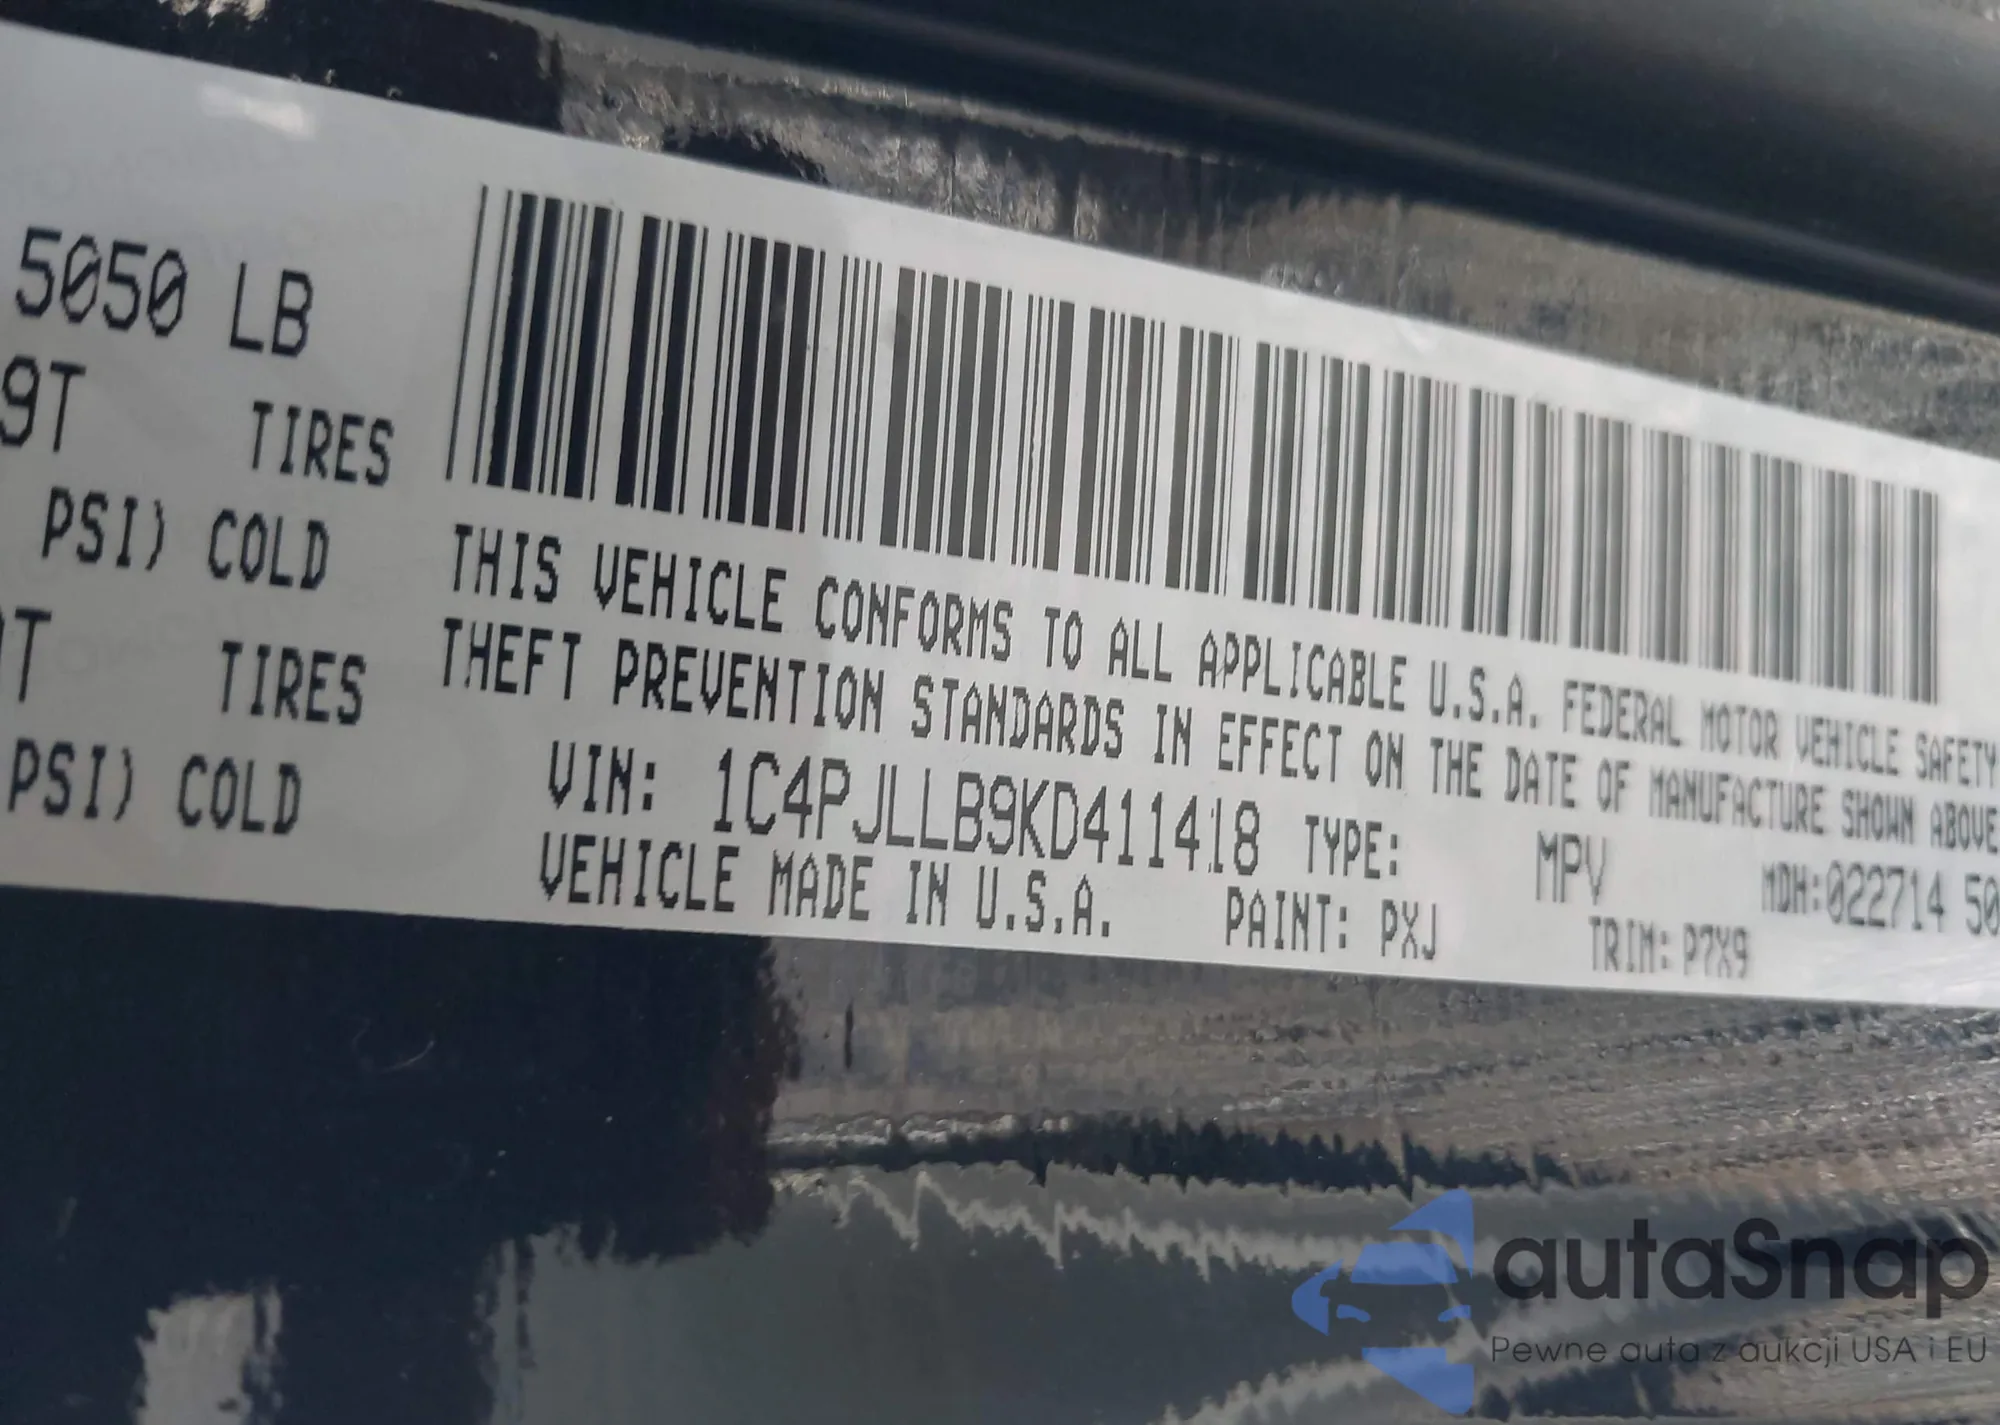 5050 LB
9T TIRES
PSI) COLD
T TIRES
PSI) COLD
THIS VEHICLE CONFORMS TO ALL APPLICABLE U.S.A. FEDERAL MOTOR VEHICLE SAFETY
THEFT PREVENTION STANDARDS IN EFFECT ON THE DATE OF MANUFACTURE SHOWN ABOVE
VIN: 1C4PJLLB9KD411418 TYPE: MPV MDH:022714 50
VEHICLE MADE IN U.S.A. PAINT: PXJ TRIM: P7X9
autaSnap
Pewne auta z aukcji USA i EU